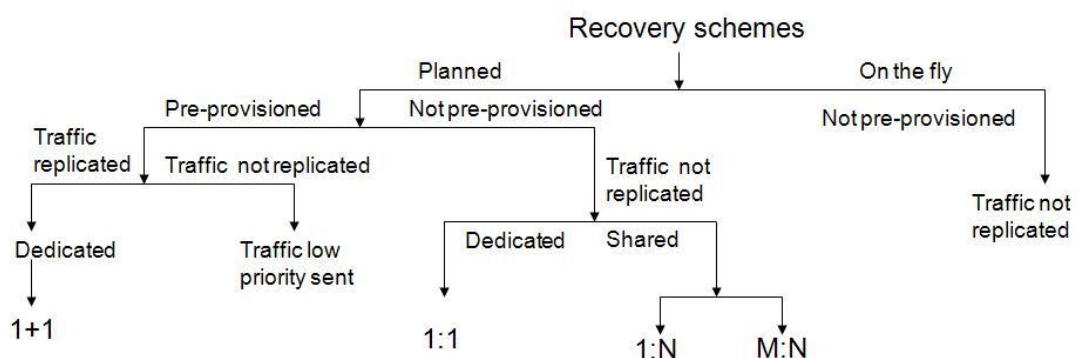 Recovery schemes
Planned
On the fly
Pre-provisioned
Not pre-provisioned
Not pre-provisioned
Traffic
replicated
Traffic not replicated
Traffic not
replicated
Traffic not
replicated
Dedicated
Traffic low
priority sent
Dedicated
Shared
1+1
1:1
1:N
M:N